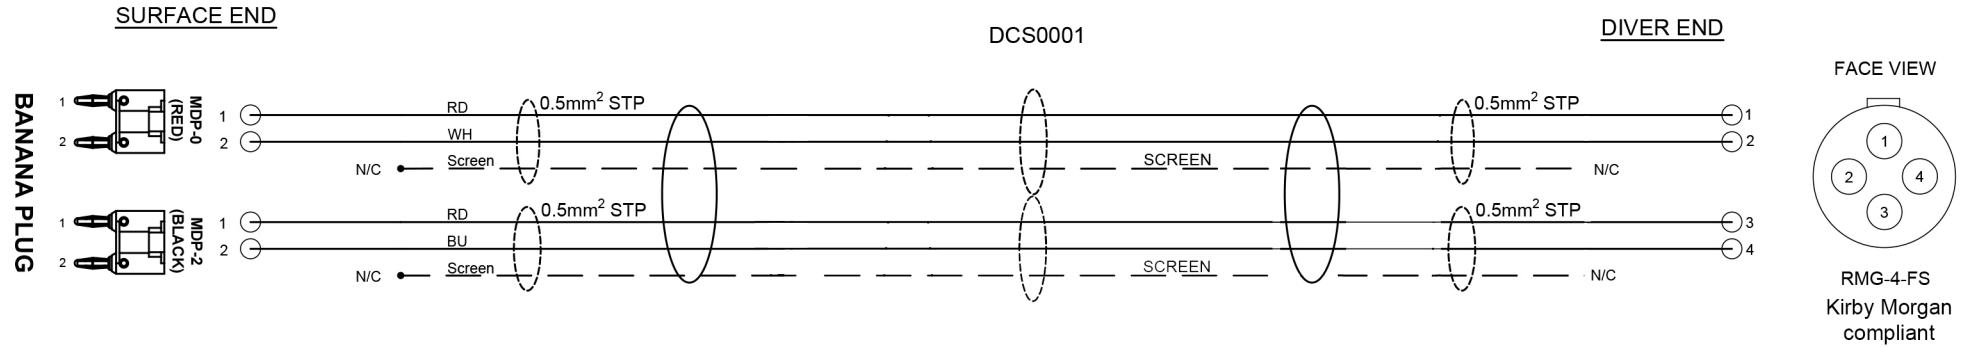 SURFACE END
DCS0001
DIVER END
FACE VIEW
BANANA PLUG
1
2
MDP-0
(RED)
1
2
RD
WH
N/C
Screen
0.5mm² STP
SCREEN
0.5mm² STP
N/C
1
2
1
2
MDP-2
(BLACK)
1
2
RD
BU
N/C
Screen
0.5mm² STP
SCREEN
0.5mm² STP
N/C
3
4
1
2
4
3
RMG-4-FS
Kirby Morgan
compliant